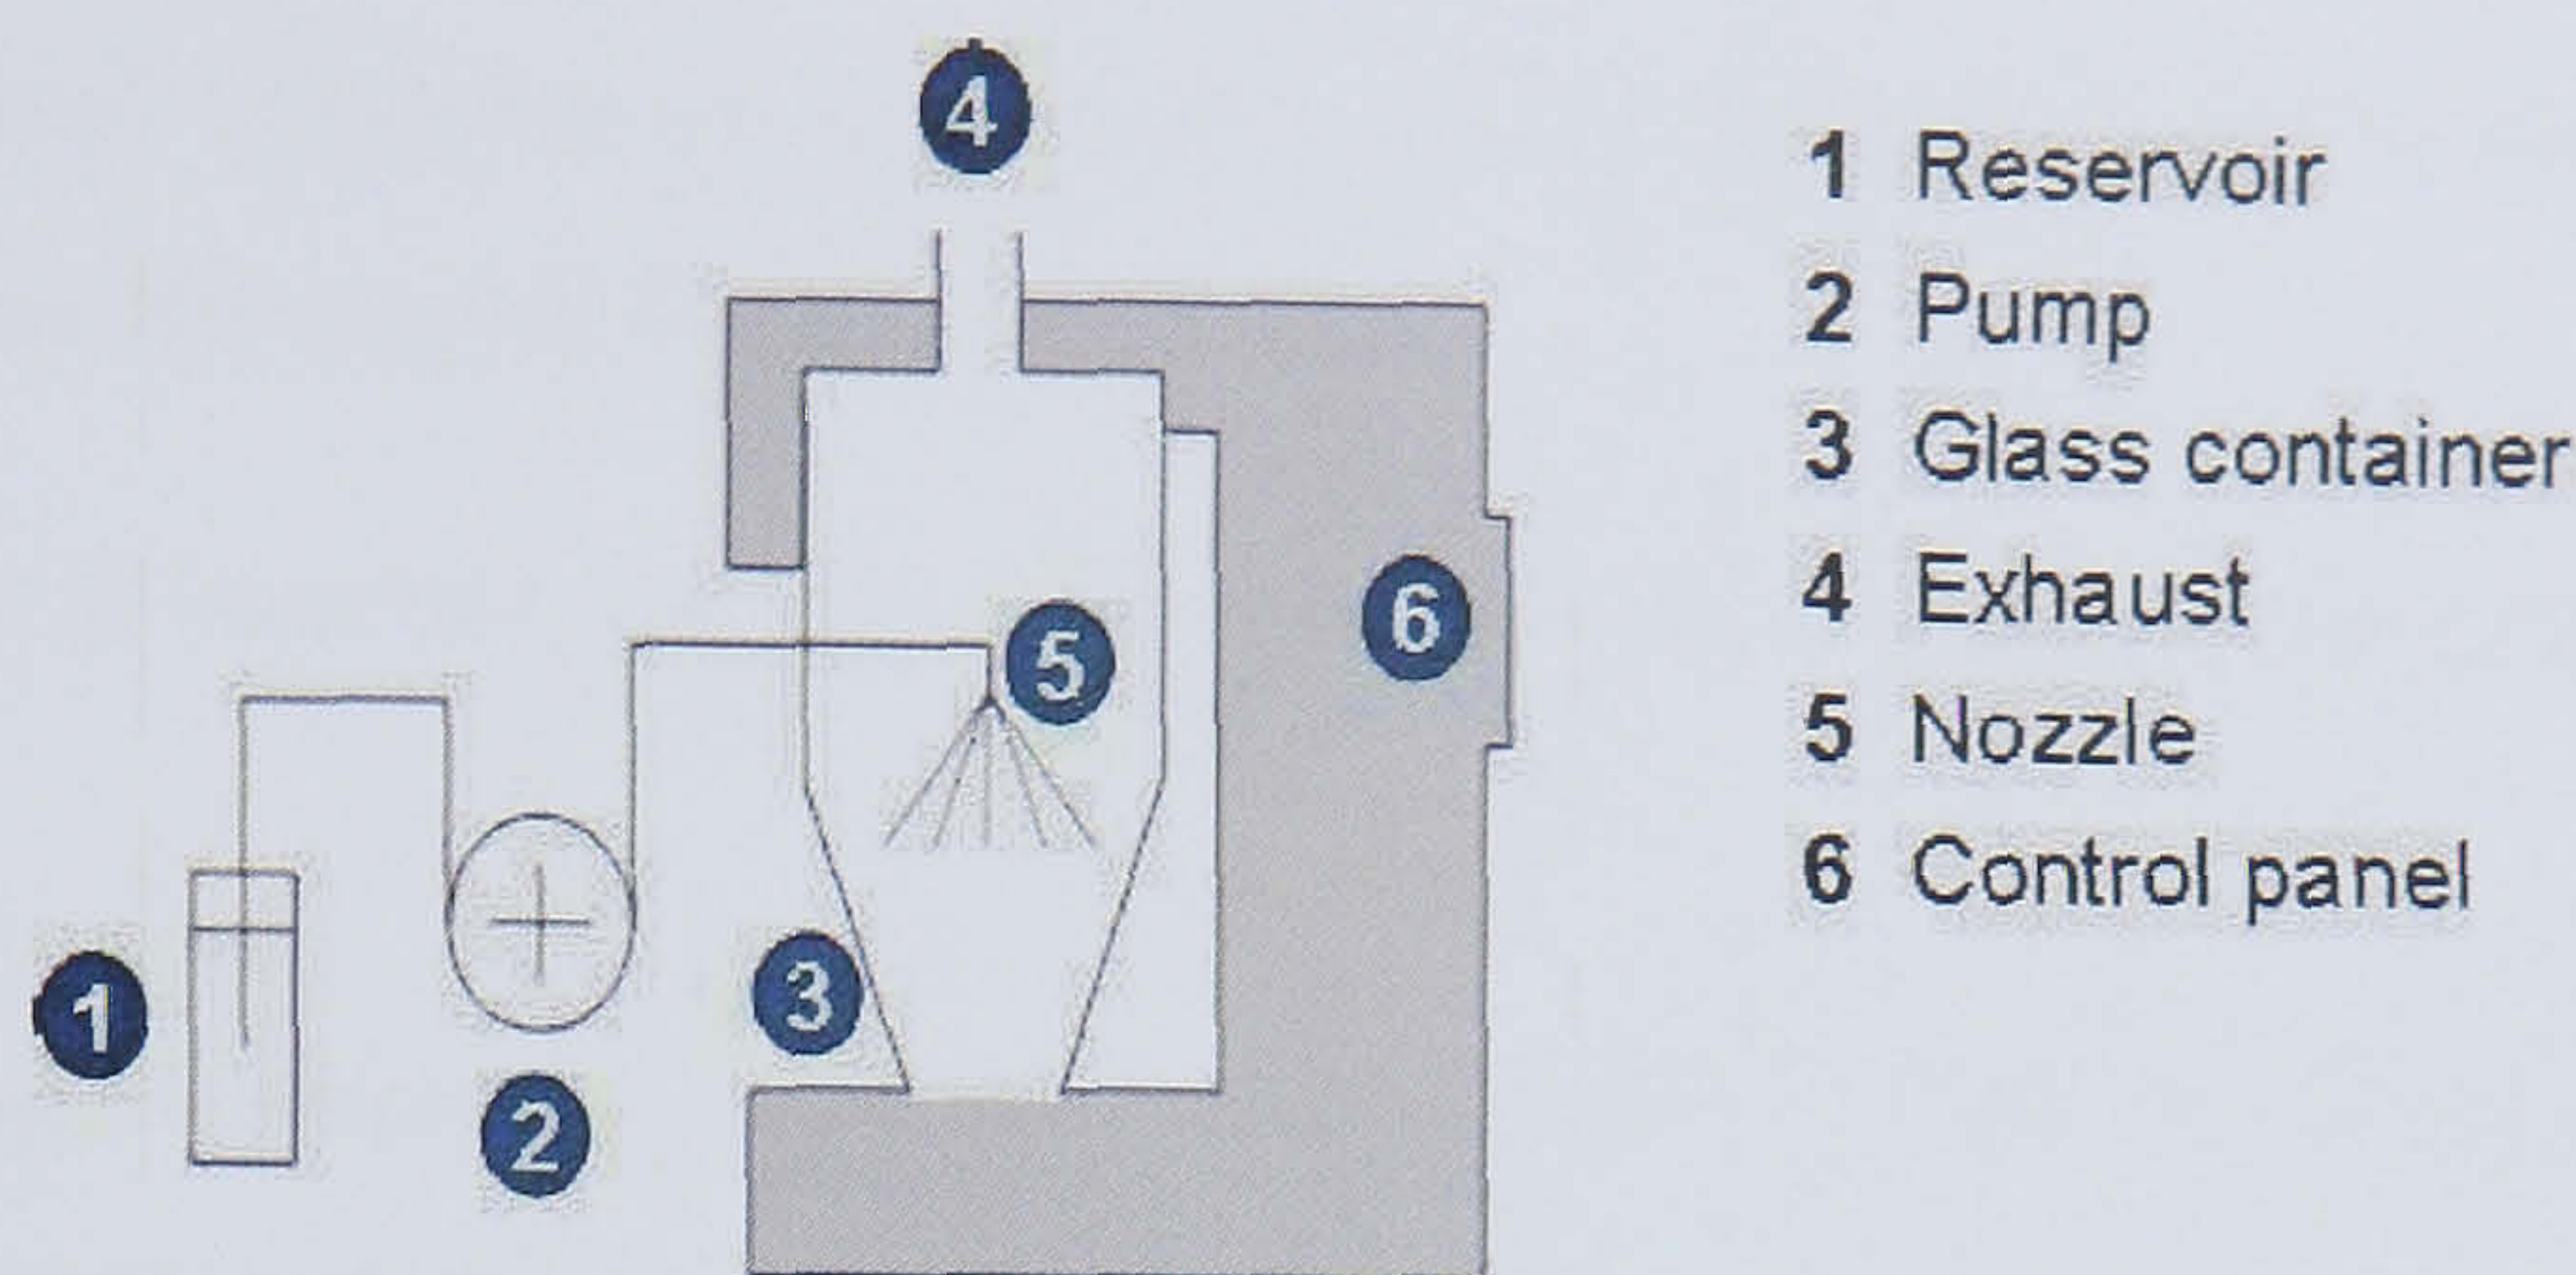 4
5
6
3
1
2
1 Reservoir
2 Pump
3 Glass container
4 Exhaust
5 Nozzle
6 Control panel